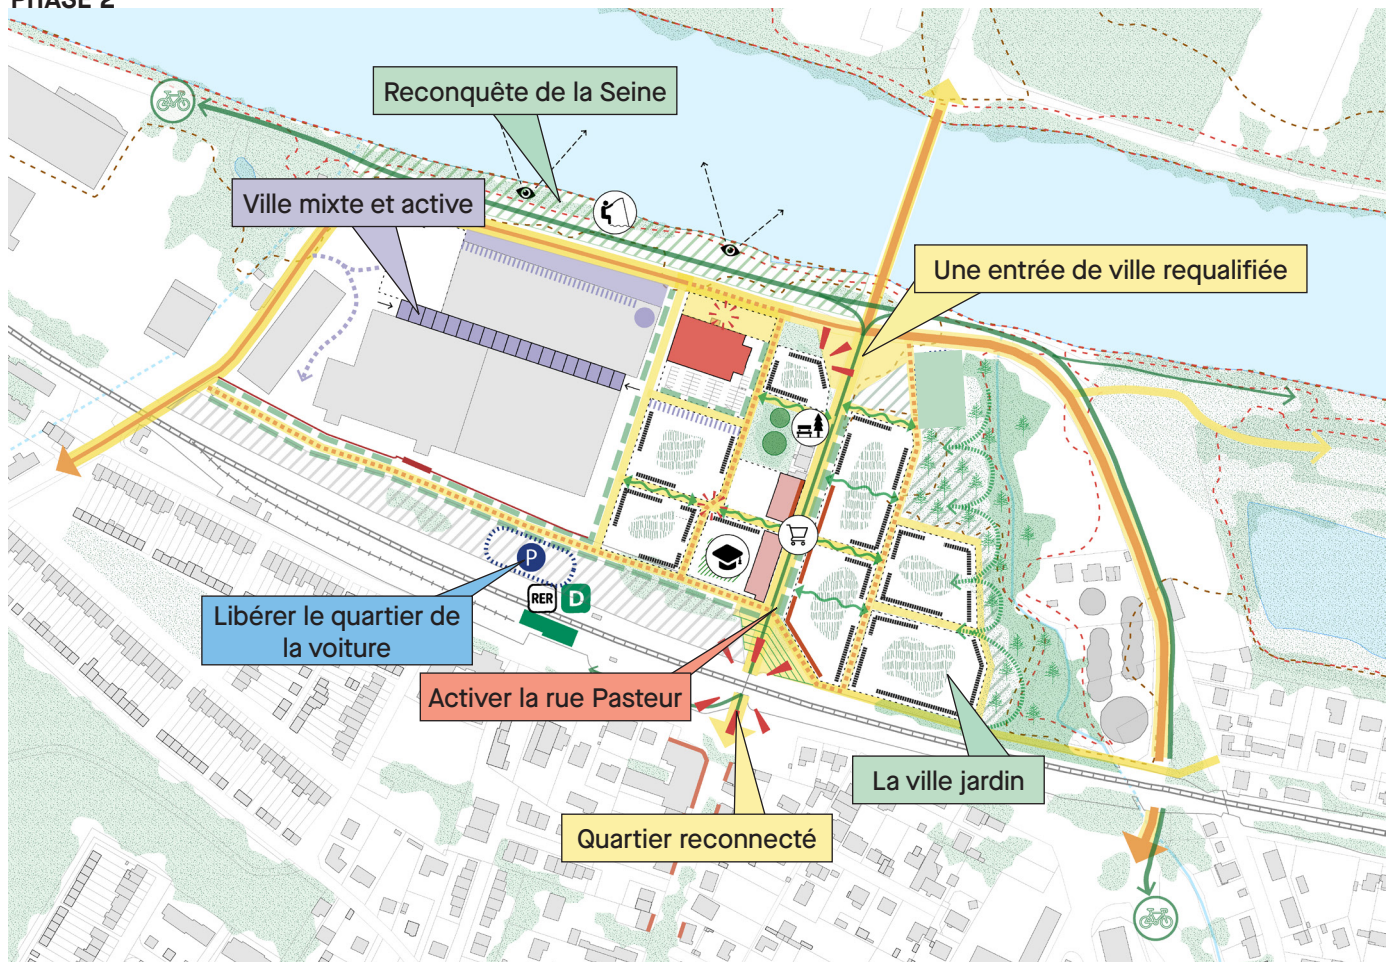 PHASE 2
Reconquête de la Seine
Ville mixte et active
Une entrée de ville requalifiée
P
RER D
Libérer le quartier de
la voiture
Activer la rue Pasteur
La ville jardin
Quartier reconnecté